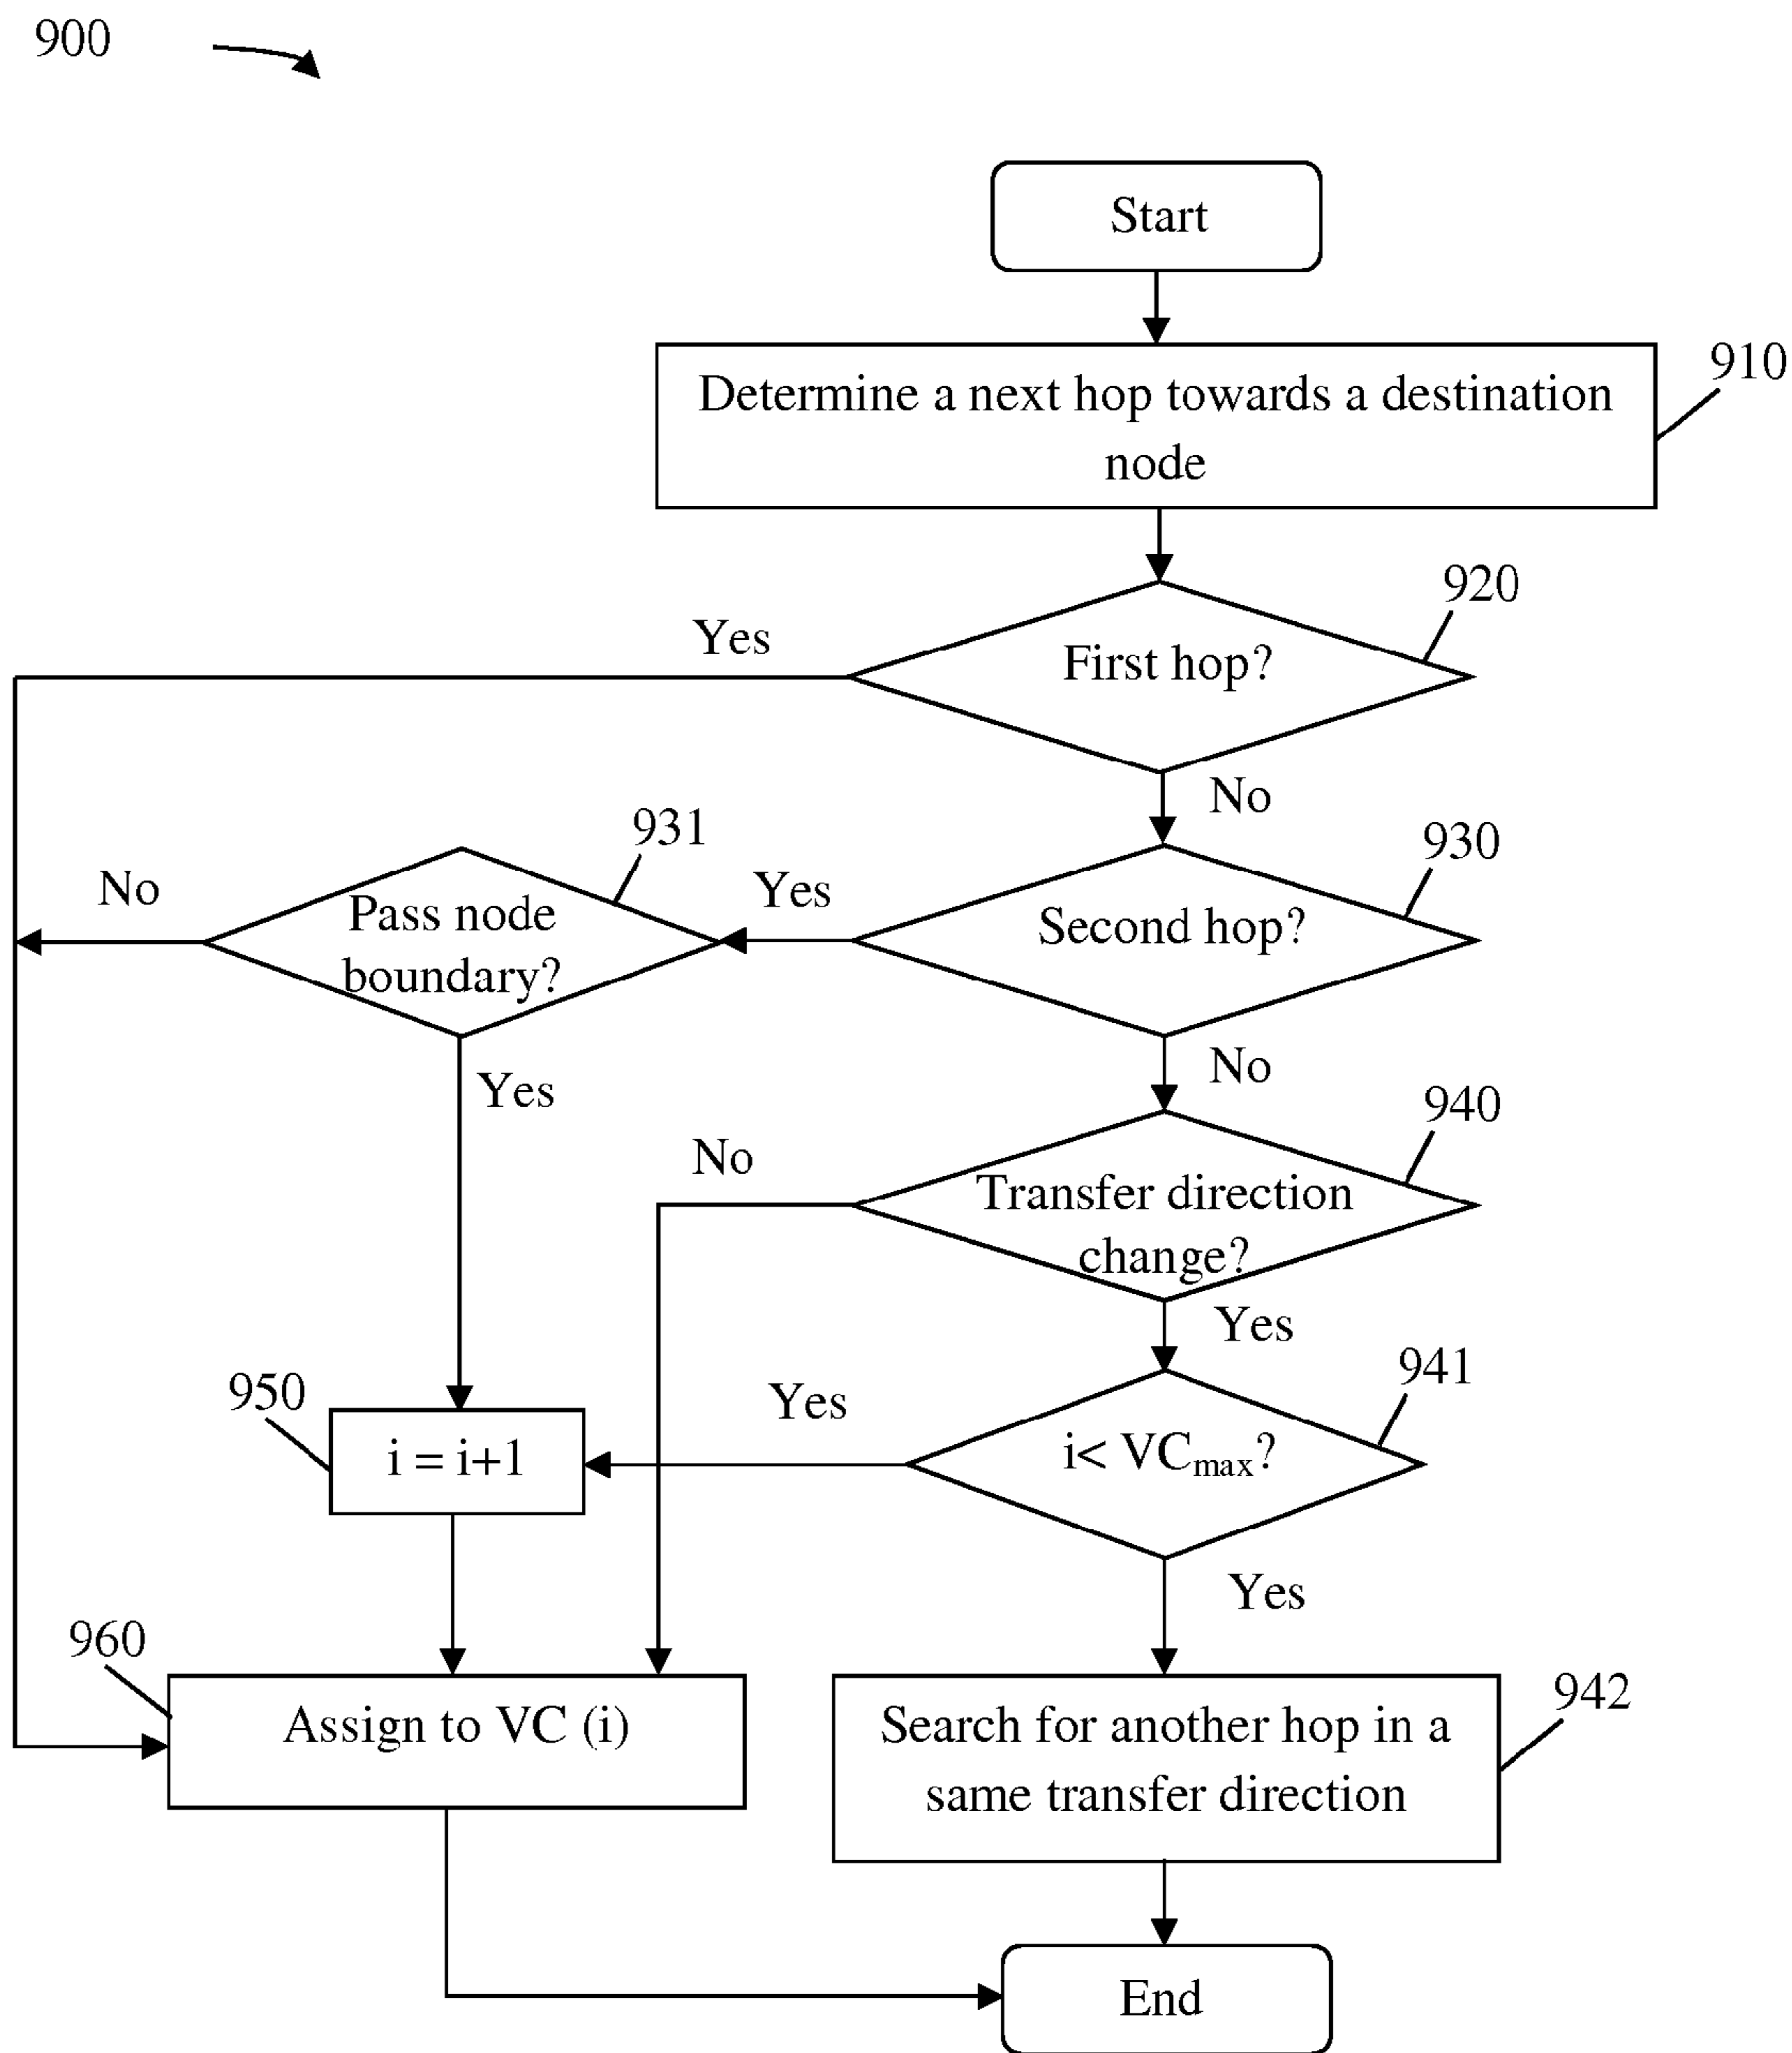 900
Start
Determine a next hop towards a destination
node
910
First hop?
920
Yes
No
Second hop?
930
Yes
Pass node
boundary?
931
No
Yes
No
Transfer direction
change?
940
No
Yes
i< VCmax?
941
Yes
950
i = i+1
Yes
960
Assign to VC (i)
Search for another hop in a
same transfer direction
942
End